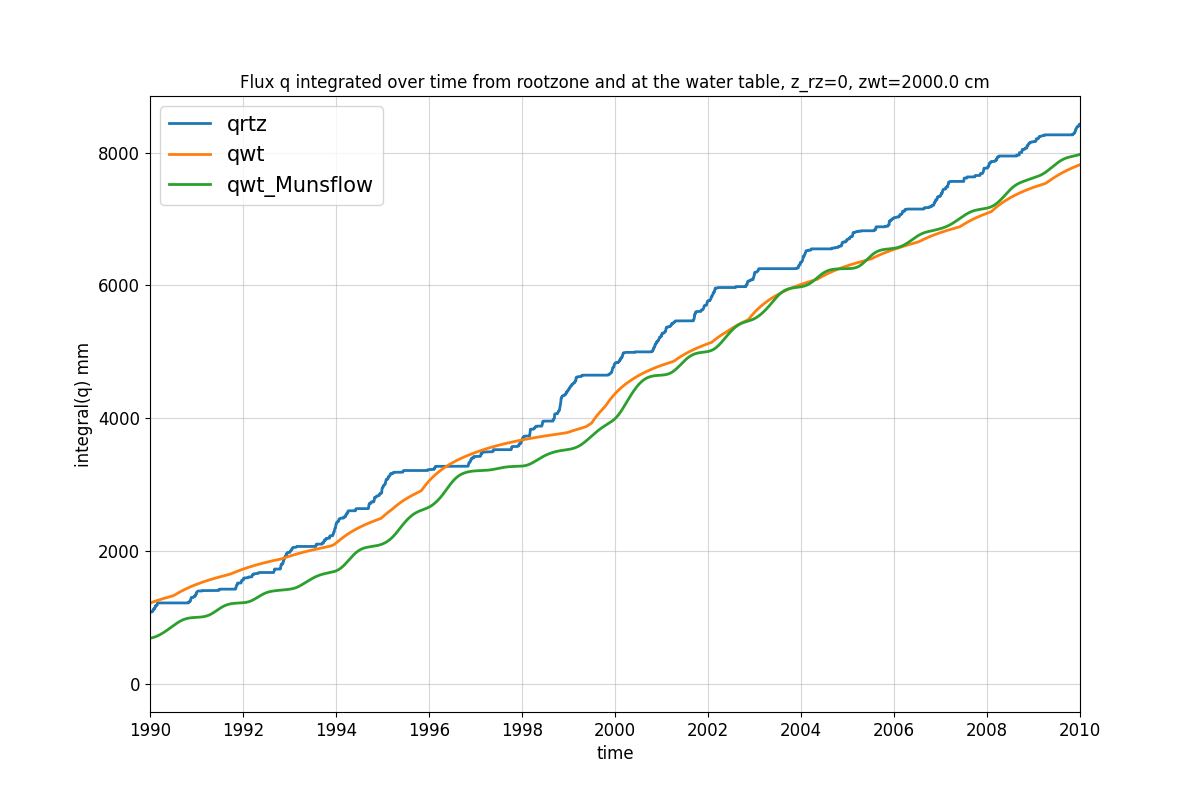 Flux q integrated over time from rootzone and at the water table, z_rz=0, zwt=2000.0 cm
qrtz
qwt
qwt_Munsflow
integral(q) mm
8000
6000
4000
2000
0
1990 1992 1994 1996 1998 2000 2002 2004 2006 2008 2010
time